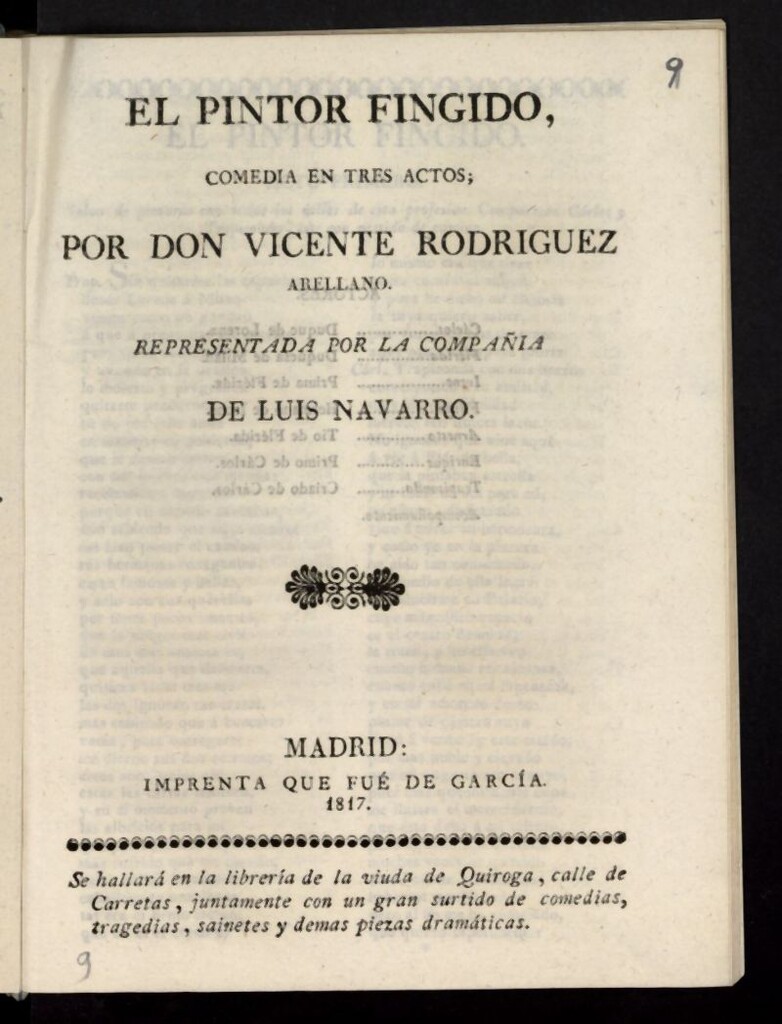 9
EL PINTOR FINGIDO,
COMEDIA EN TRES ACTOS;
POR DON VICENTE RODRIGUEZ
ARELLANO.
REPRESENTADA POR LA COMPAÑIA
DE LUIS NAVARRO.
MADRID:
IMPRENTA QUE FUÉ DE GARCÍA.
1817.
Se hallará en la librería de la viuda de Quiroga, calle de
Carretas, juntamente con un gran surtido de comedias,
tragedias, sainetes y demas piezas dramáticas.
9